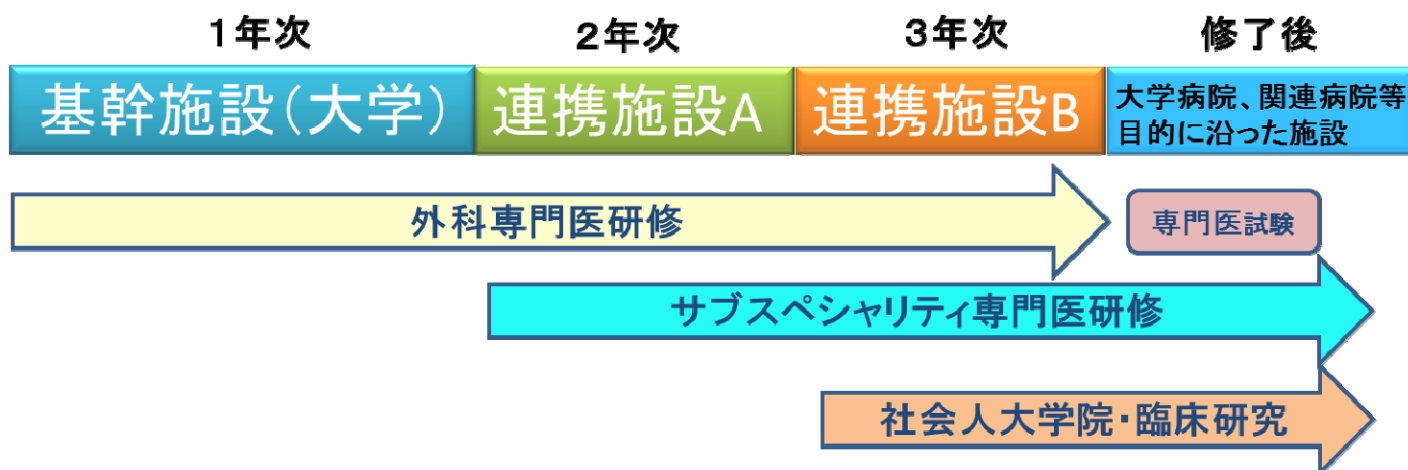 1年次 2年次 3年次 修了後
基幹施設(大学) 連携施設A 連携施設B 大学病院、関連病院等
目的に沿った施設
外科専門医研修 専門医試験
サブスペシャリティ専門医研修
社会人大学院・臨床研究